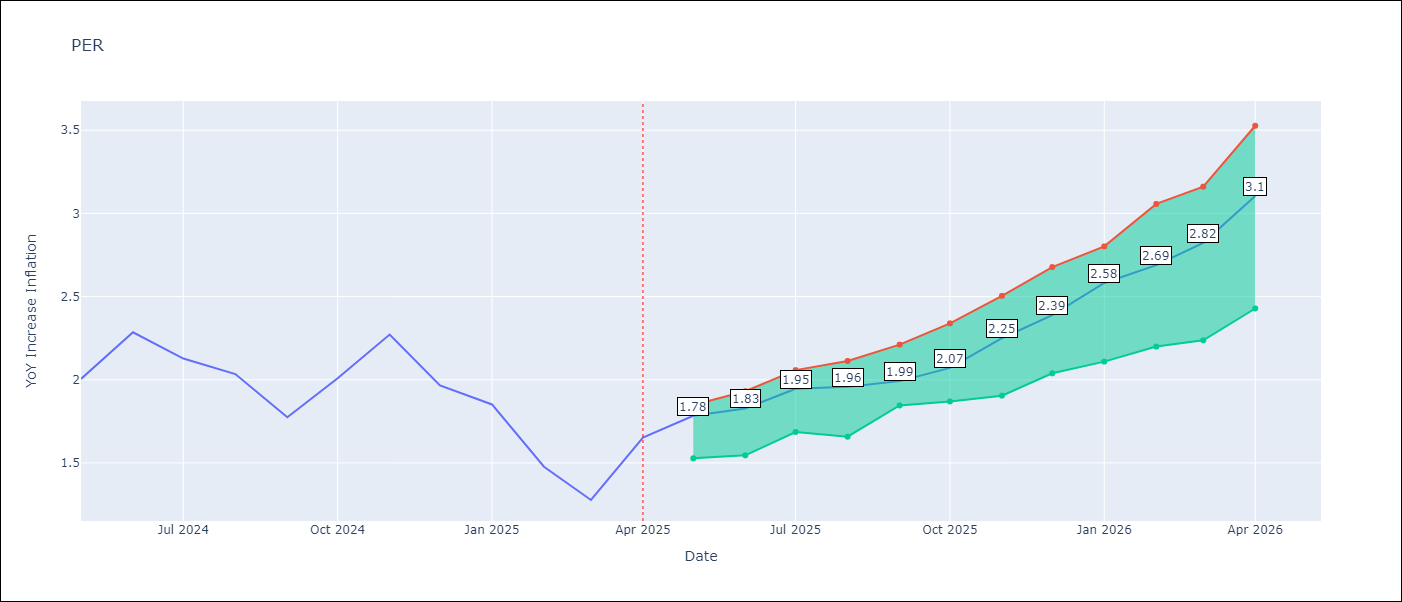 PER
YoY Increase Inflation
3.5
3
2.5
2
1.5
1.78
1.83
1.95
1.96
1.99
2.07
2.25
2.39
2.58
2.69
2.82
3.1
Jul 2024
Oct 2024
Jan 2025
Apr 2025
Jul 2025
Oct 2025
Jan 2026
Apr 2026
Date